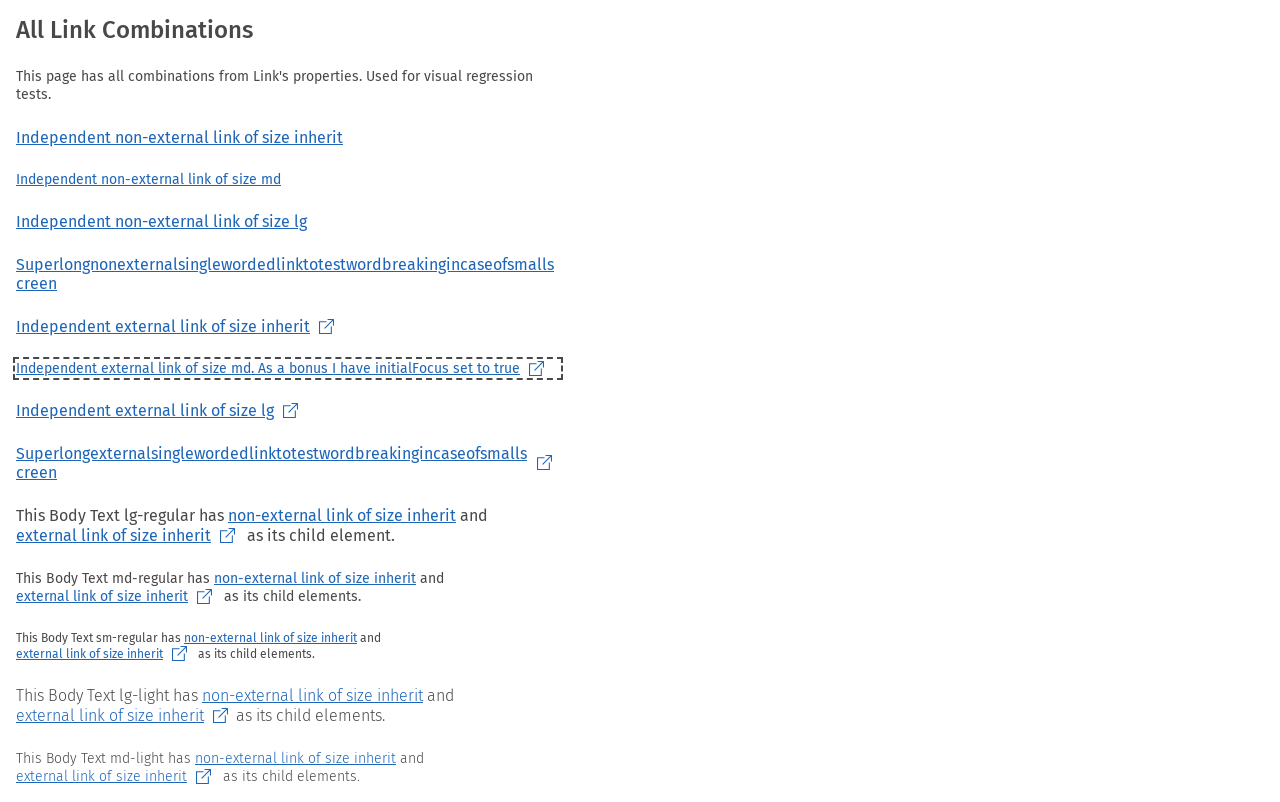 All Link Combinations
This page has all combinations from Link's properties. Used for visual regression
tests.
Independent non-external link of size inherit
Independent non-external link of size md
Independent non-external link of size lg
Superlongnonexternalsinglewordedlinktotestwordbreakingincaseofsmalls
creen
Independent external link of size inherit
Independent external link of size md. As a bonus I have initialFocus set to true
Independent external link of size lg
Superlongexternalsinglewordedlinktotestwordbreakingincaseofsmalls
creen
This Body Text lg-regular has non-external link of size inherit and
external link of size inherit as its child element.
This Body Text md-regular has non-external link of size inherit and
external link of size inherit as its child elements.
This Body Text sm-regular has non-external link of size inherit and
external link of size inherit as its child elements.
This Body Text lg-light has non-external link of size inherit and
external link of size inherit as its child elements.
This Body Text md-light has non-external link of size inherit and
external link of size inherit as its child elements.